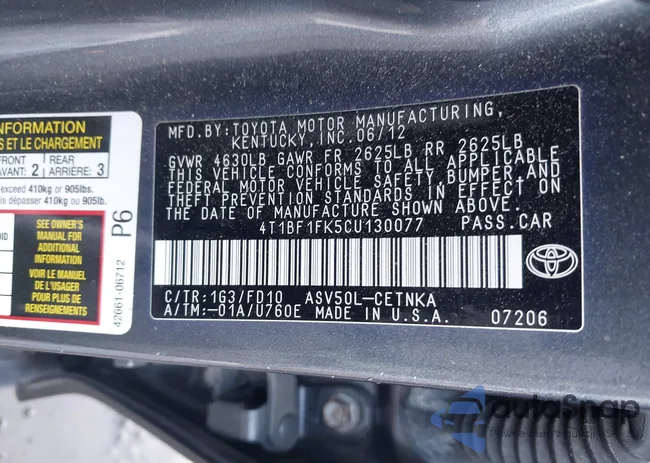 INFORMATION
S ET LE CHARGEMENT
FRONT 2 REAR 3
AVANT: ARRIÈRE:
exceed 410kg or 905lbs.
dépasser 410kg ou 905lbs.
SEE OWNER'S
MANUAL FOR
ADDITIONAL
INFORMATION
VOIR LE MANUEL
DE L'USAGER
POUR PLUS DE
RENSEIGNEMENTS
P6
42661-06712
MFD.BY:TOYOTA MOTOR MANUFACTURING,
KENTUCKY,INC.06/12
GVWR 4630LB GAWR FR 2625LB RR 2625LB
THIS VEHICLE CONFORMS TO ALL APPLICABLE
FEDERAL MOTOR VEHICLE SAFETY,BUMPER,AND
THEFT PREVENTION STANDARDS IN EFFECT ON
THE DATE OF MANUFACTURE SHOWN ABOVE.
4T1BF1FK5CU130077 PASS.CAR
C/TR:1G3/FD10 ASV50L-CETNKA
A/TM:-01A/U760E MADE IN U.S.A. 07206
AutoSnap